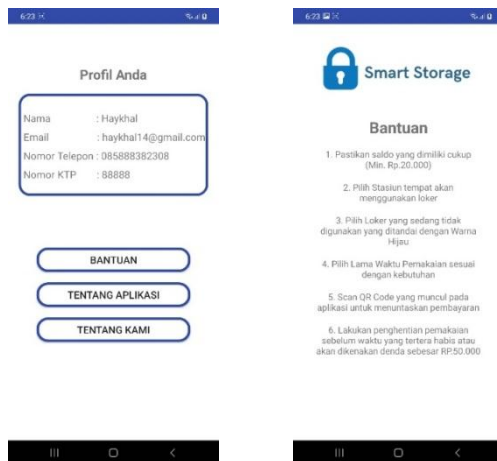 6:23
Profil Anda
Nama : Haykhal
Email : haykhal14@gmail.com
Nomor Telepon : 085888382308
Nomor KTP : 88888
BANTUAN
TENTANG APLIKASI
TENTANG KAMI
6:23
Smart Storage
Bantuan
1. Pastikan saldo yang dimiliki cukup
(Min. Rp.20.000)
2. Pilih Stasiun tempat akan
menggunakan loker
3. Pilih Loker yang sedang tidak
digunakan yang ditandai dengan Warna
Hijau
4. Pilih Lama Waktu Pemakaian sesuai
dengan kebutuhan
5. Scan QR Code yang muncul pada
aplikasi untuk menuntaskan pembayaran
6. Lakukan penghentian pemakaian
sebelum waktu yang tertera habis atau
akan dikenakan denda sebesar RP.50.000